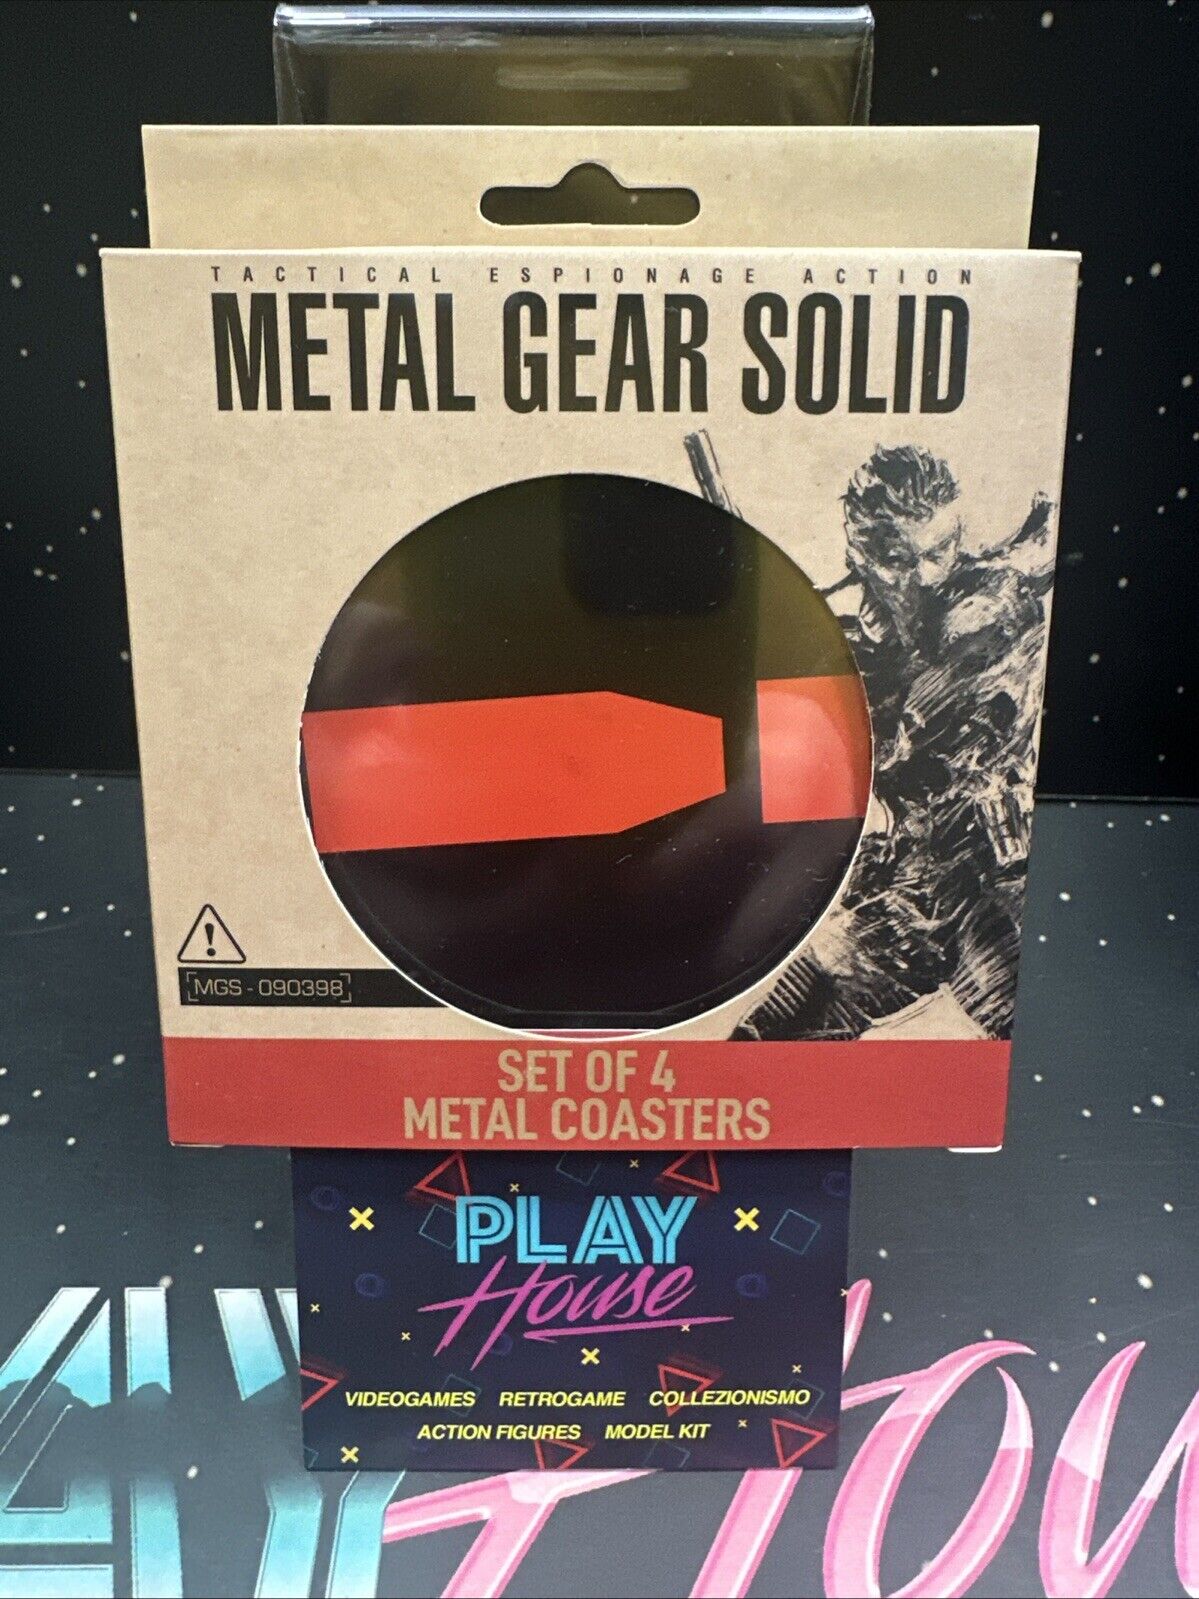 TACTICAL ESPIONAGE ACTION
METAL GEAR SOLID
MGS - 090398
SET OF 4
METAL COASTERS
PLAY
House
VIDEOGAMES RETROGAME COLLEZIONISMO
ACTION FIGURES MODEL KIT